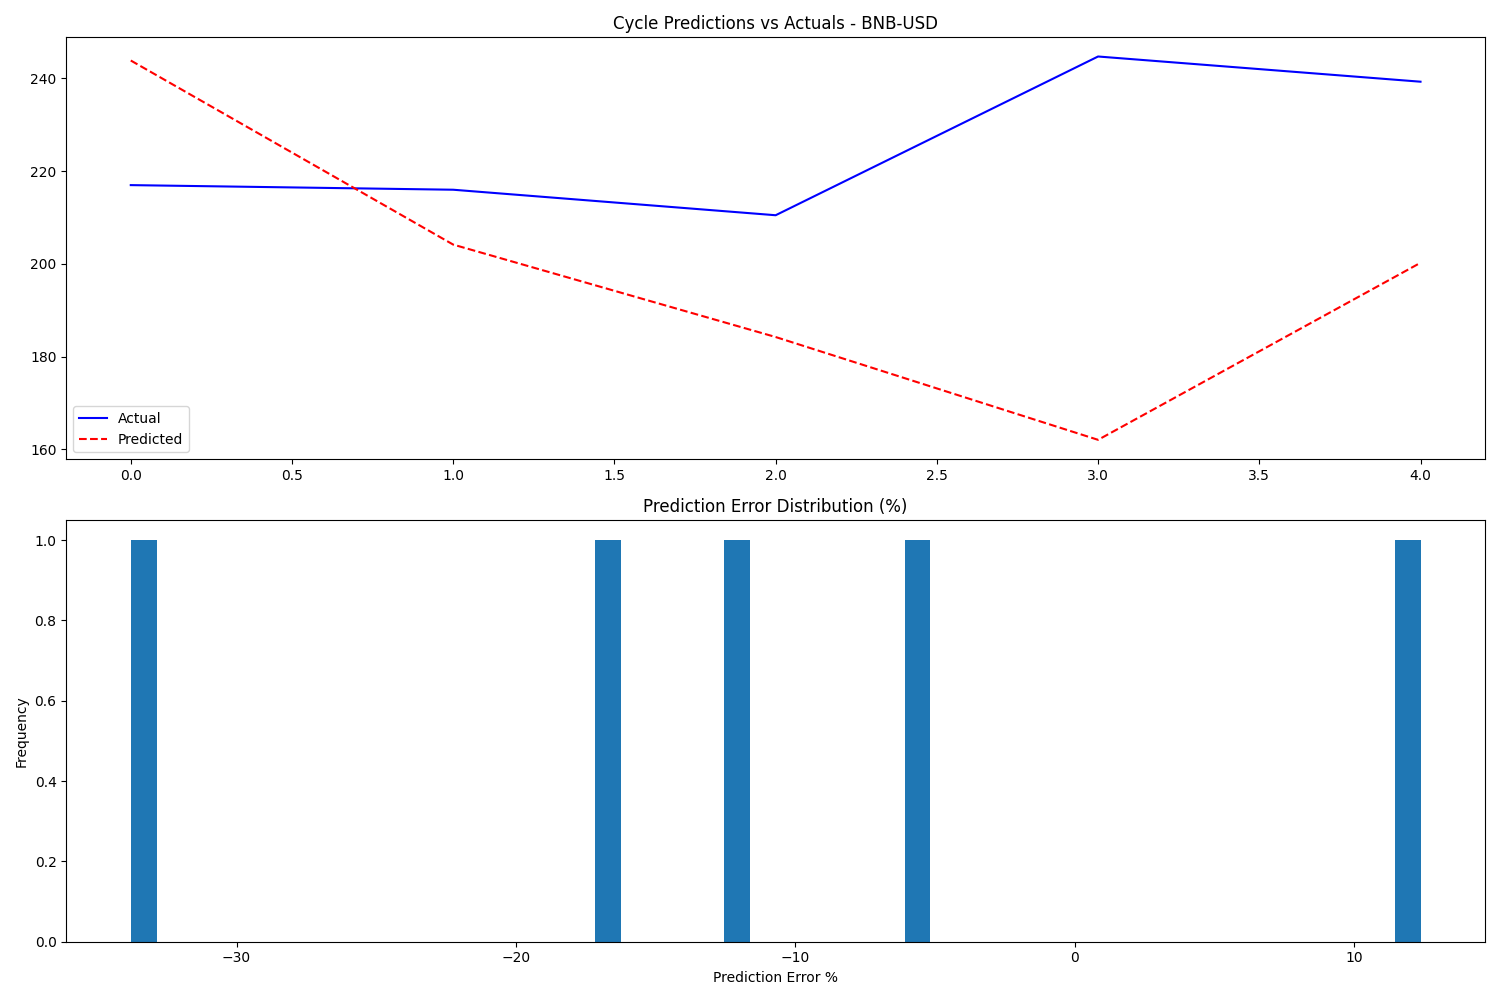 Cycle Predictions vs Actuals - BNB-USD
240
220
200
180
160
Actual
Predicted
0.0 0.5 1.0 1.5 2.0 2.5 3.0 3.5 4.0
Prediction Error Distribution (%)
Frequency
1.0
0.8
0.6
0.4
0.2
0.0
−30 −20 −10 0 10
Prediction Error %